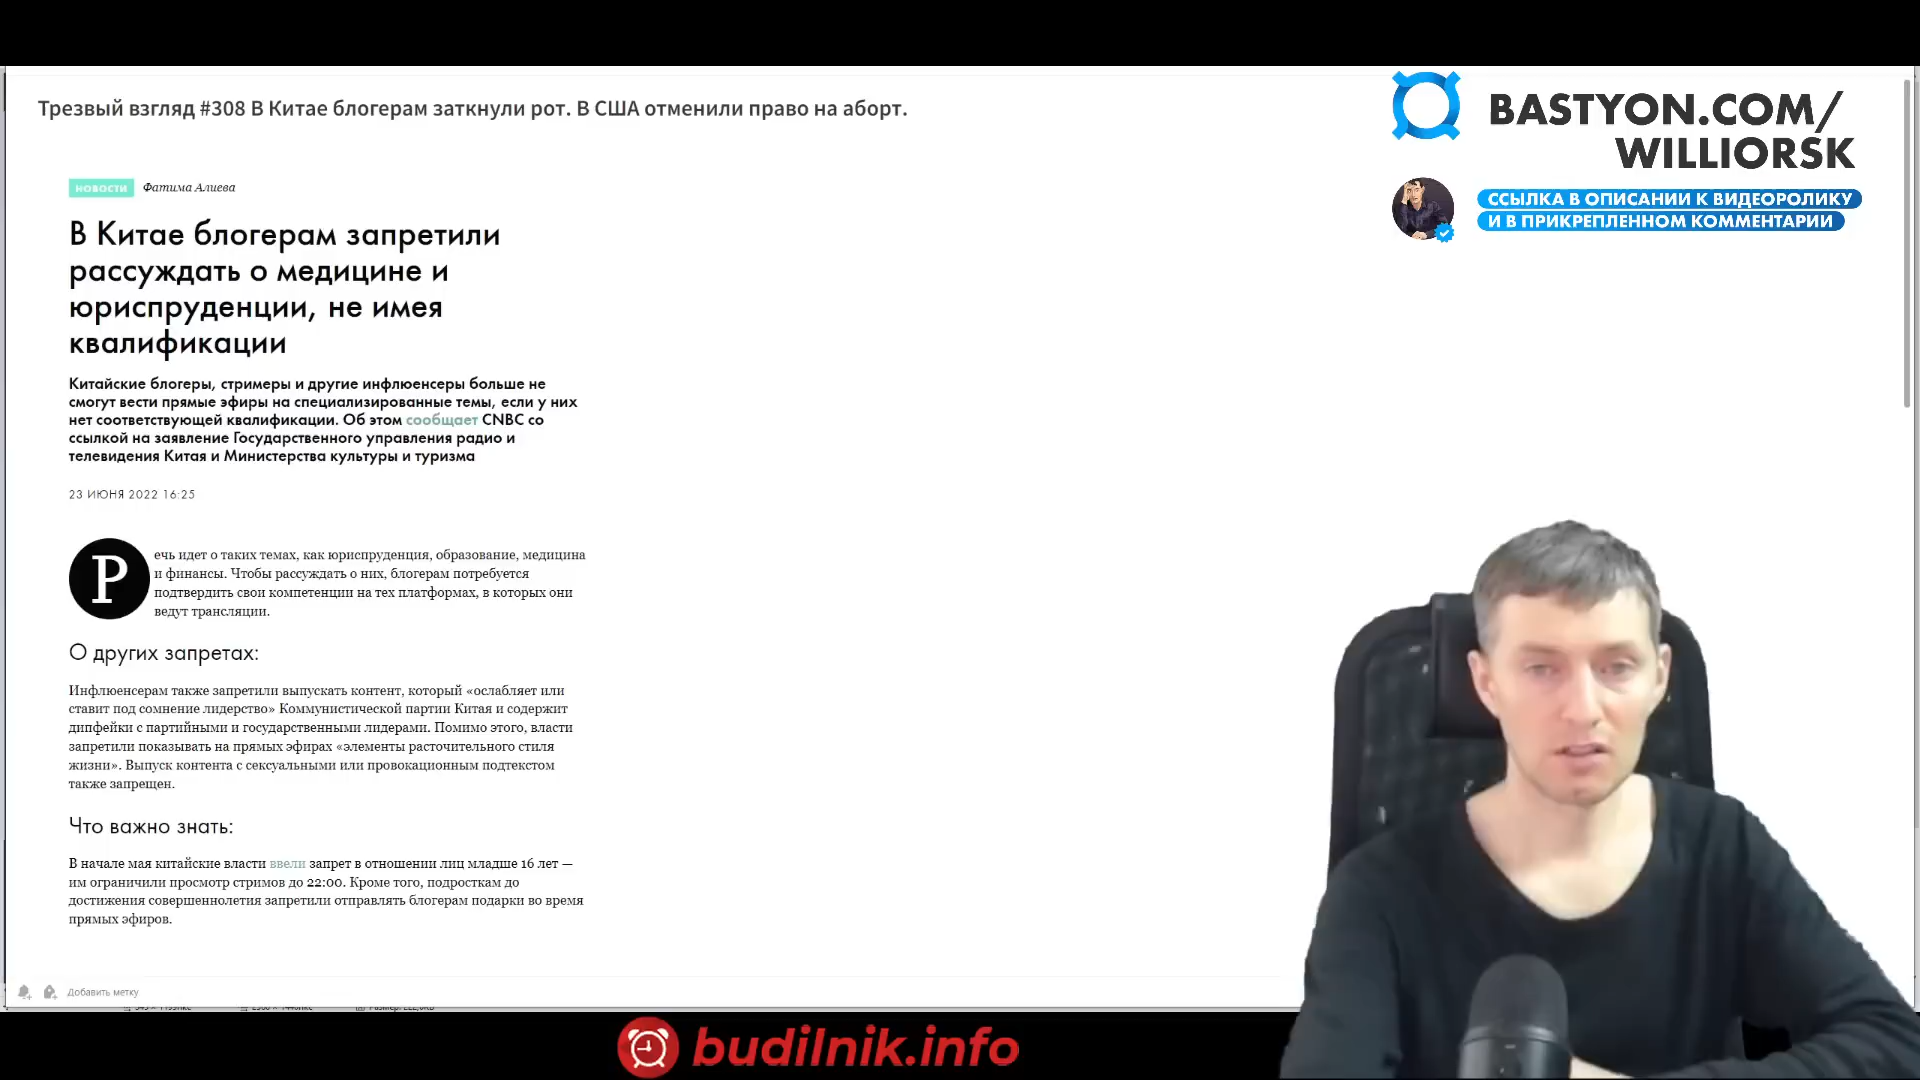 Трезвый взгляд #308 В Китае блогерам заткнули рот. В США отменили право на аборт.
BASTYON.COM/
WILLIORSK
ССЫЛКА В ОПИСАНИИ К ВИДЕОРОЛИКУ
И В ПРИКРЕПЛЕННОМ КОММЕНТАРИИ
НОВОСТИ Фатима Алиева
В Китае блогерам запретили
рассуждать о медицине и
юриспруденции, не имея
квалификации
Китайские блогеры, стримеры и другие инфлюенсеры больше не
смогут вести прямые эфиры на специализированные темы, если у них
нет соответствующей квалификации. Об этом сообщает CNBC со
ссылкой на заявление Государственного управления радио и
телевидения Китая и Министерства культуры и туризма
23 ИЮНЯ 2022 16:25
Речь идет о таких темах, как юриспруденция, образование, медицина
и финансы. Чтобы рассуждать о них, блогерам потребуется
подтвердить свои компетенции на тех платформах, в которых они
ведут трансляции.
О других запретах:
Инфлюенсерам также запретили выпускать контент, который «ослабляет или
ставит под сомнение лидерство» Коммунистической партии Китая и содержит
дипфейки с партийными и государственными лидерами. Помимо этого, власти
запретили показывать на прямых эфирах «элементы расточительного стиля
жизни». Выпуск контента с сексуальными или провокационным подтекстом
также запрещен.
Что важно знать:
В начале мая китайские власти ввели запрет в отношении лиц младше 16 лет —
им ограничили просмотр стримов до 22:00. Кроме того, подросткам до
достижения совершеннолетия запретили отправлять блогерам подарки во время
прямых эфиров.
Добавить метку
budilnik.info